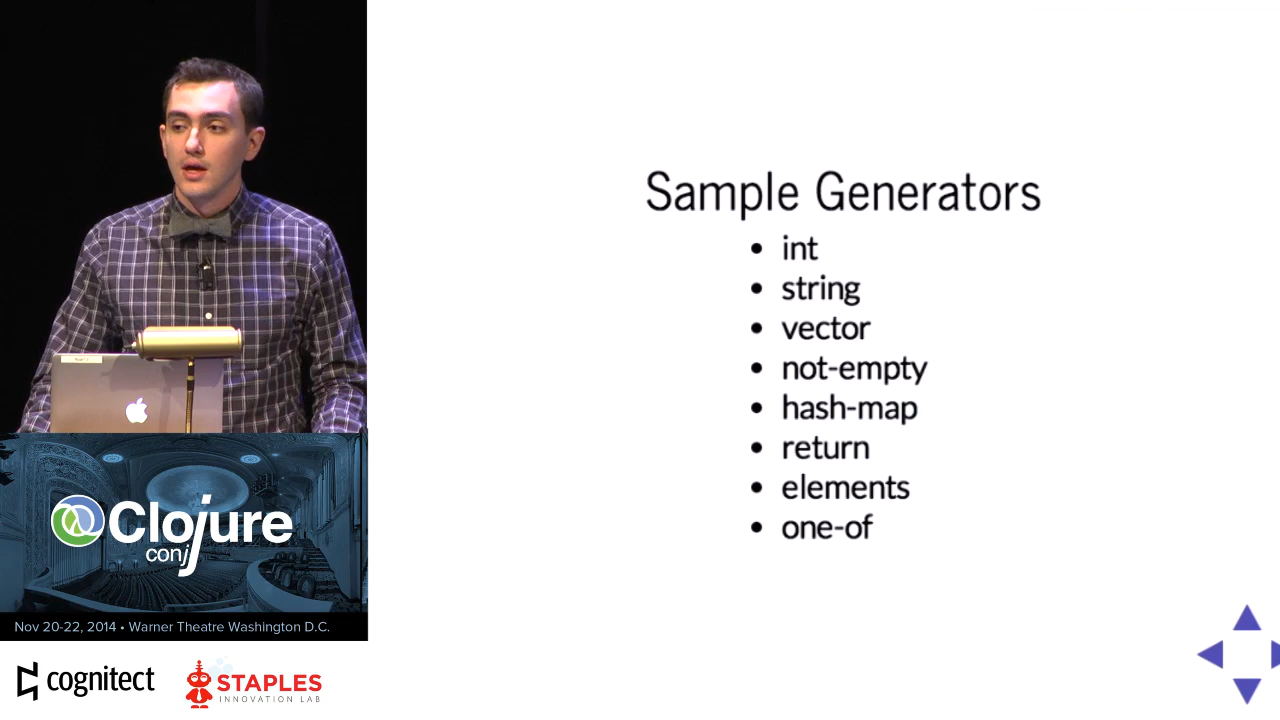 Sample Generators
int
string
vector
not-empty
hash-map
return
elements
one-of
Clojure
conj
Nov 20-22, 2014 • Warner Theatre Washington D.C.
cognitect
STAPLES
INNOVATION LAB